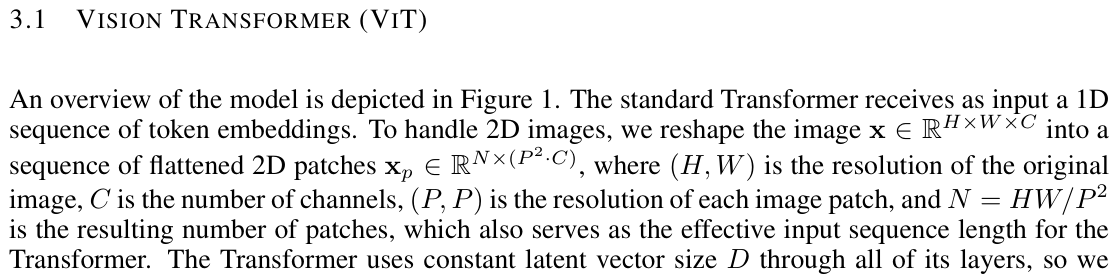 3.1 VISION TRANSFORMER (VIT)
An overview of the model is depicted in Figure 1. The standard Transformer receives as input a 1D
sequence of token embeddings. To handle 2D images, we reshape the image x ∈ ℝ^{H×W×C} into a
sequence of flattened 2D patches x_p ∈ ℝ^{N×(P²·C)}, where (H, W) is the resolution of the original
image, C is the number of channels, (P, P) is the resolution of each image patch, and N = HW/P²
is the resulting number of patches, which also serves as the effective input sequence length for the
Transformer. The Transformer uses constant latent vector size D through all of its layers, so we